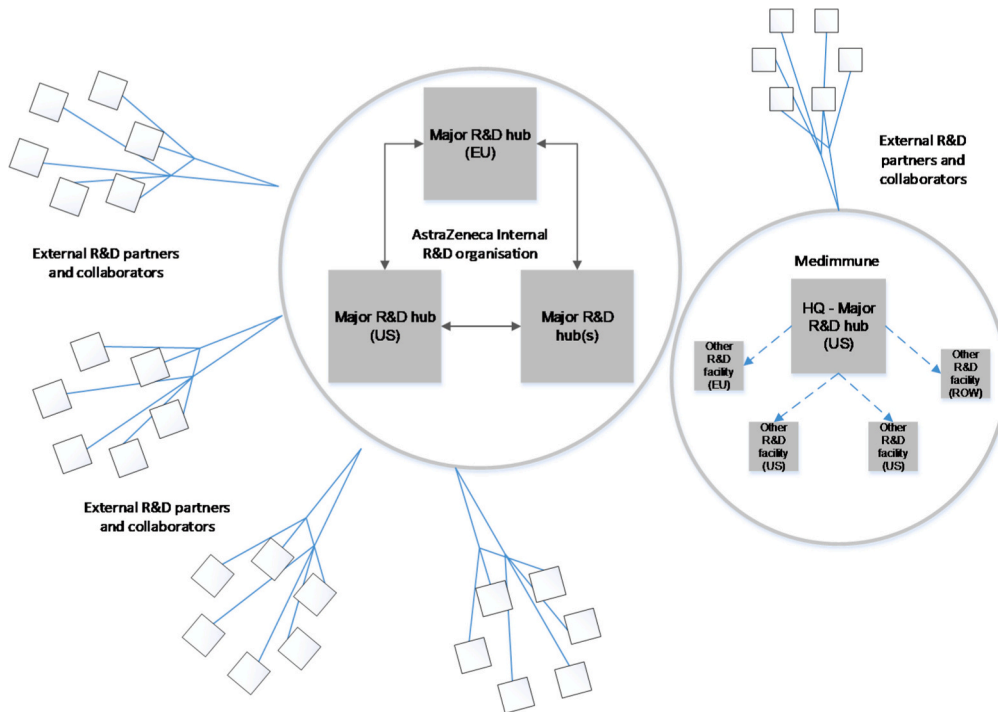 Major R&D hub
(EU)
AstraZeneca Internal
R&D organisation
Major R&D hub
(US)
Major R&D
hub(s)
External R&D partners
and collaborators
External R&D partners
and collaborators
External R&D
partners and
collaborators
Medimmune
HQ - Major
R&D hub
(US)
Other
R&D
facility
(EU)
Other
R&D
facility
(ROW)
Other
R&D
facility
(US)
Other
R&D
facility
(US)